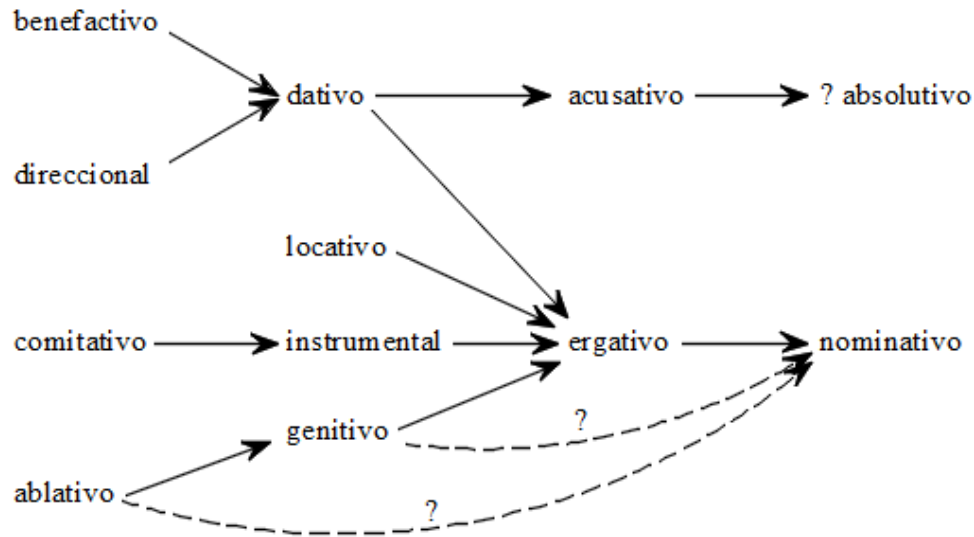 benefactivo
dativo acusativo ? absolutivo
direccional
locativo
comitativo instrumental ergativo nominativo
genitivo ?
ablativo ?